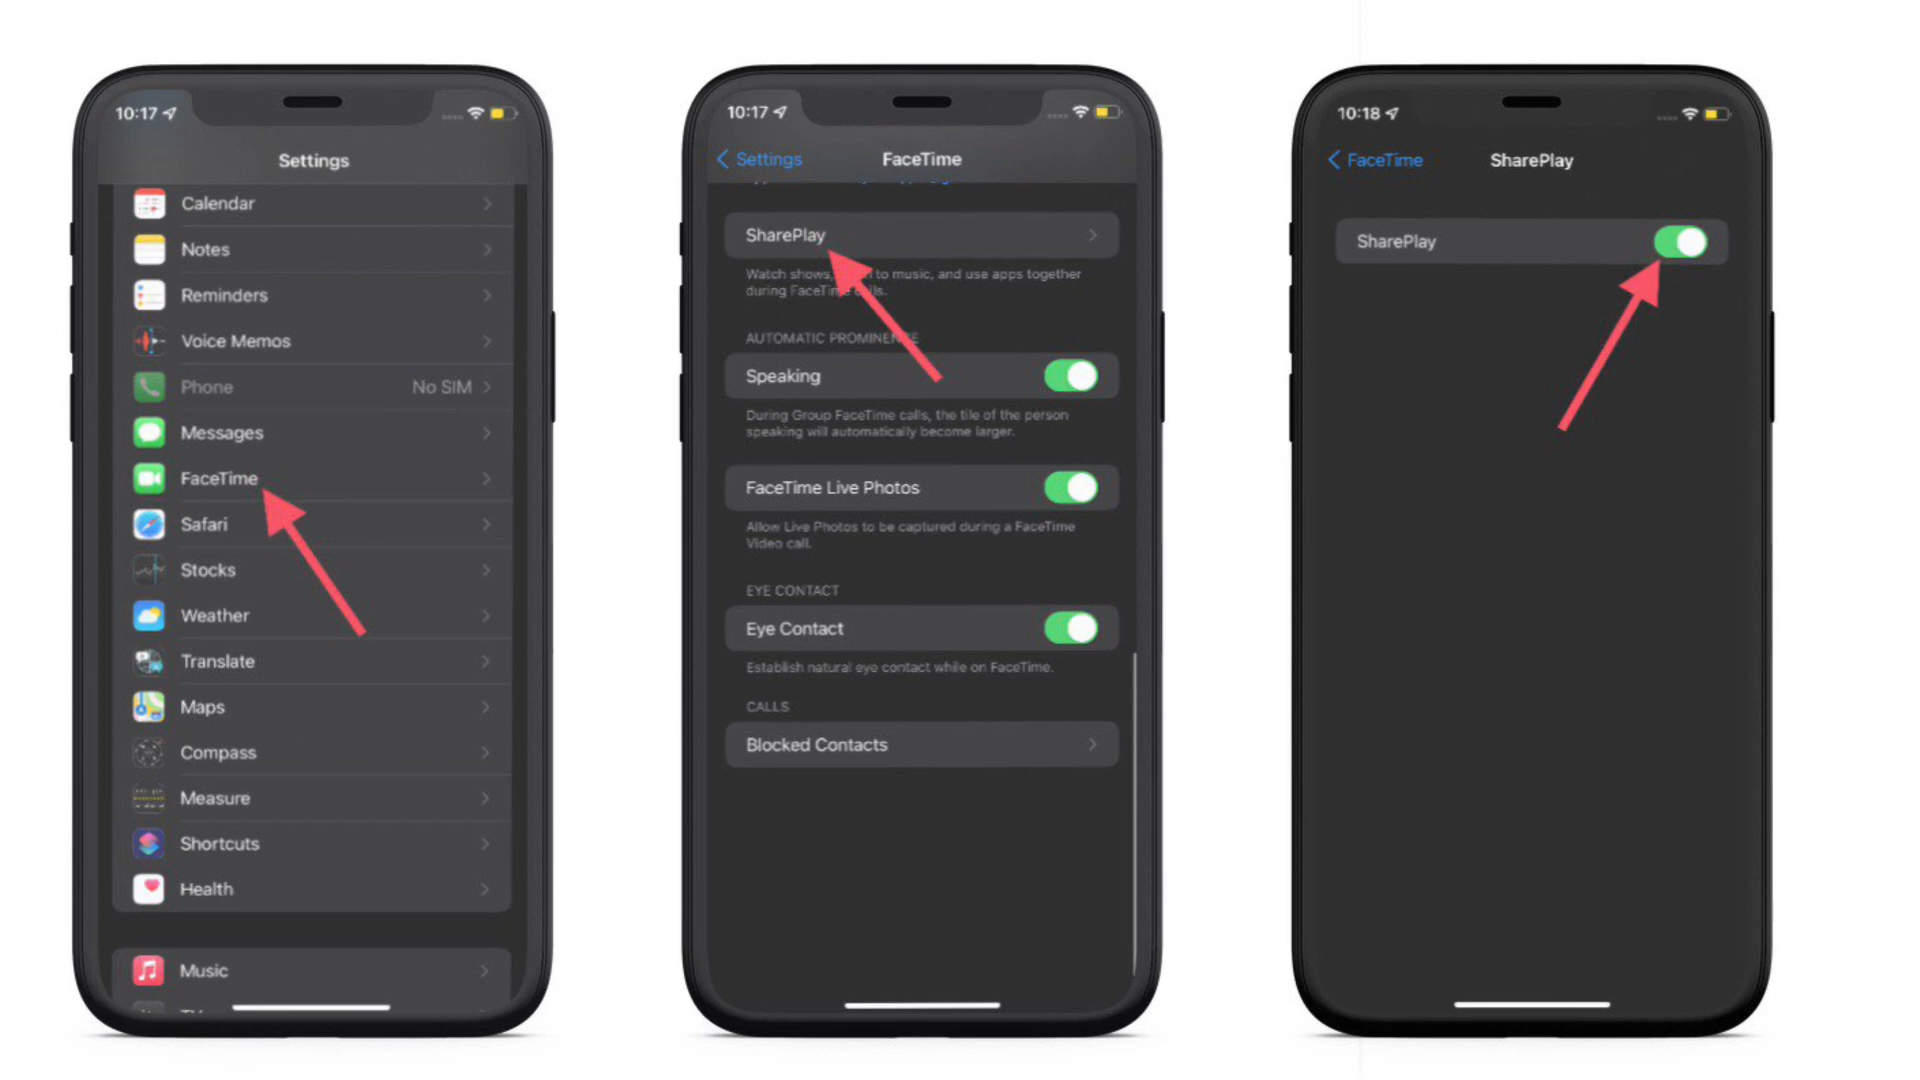 10:17
Settings
Calendar
Notes
Reminders
Voice Memos
Phone No SIM
Messages
FaceTime
Safari
Stocks
Weather
Translate
Maps
Compass
Measure
Shortcuts
Health
Music
10:17
Settings FaceTime
SharePlay
Watch shows, to music, and use apps together
during FaceTime
AUTOMATIC PROMINENCE
Speaking
During Group FaceTime calls, the tile of the person
speaking will automatically become larger.
FaceTime Live Photos
Allow Live Photos to be captured during a FaceTime
Video call.
EYE CONTACT
Eye Contact
Establish natural eye contact while on FaceTime.
CALLS
Blocked Contacts
10:18
FaceTime SharePlay
SharePlay